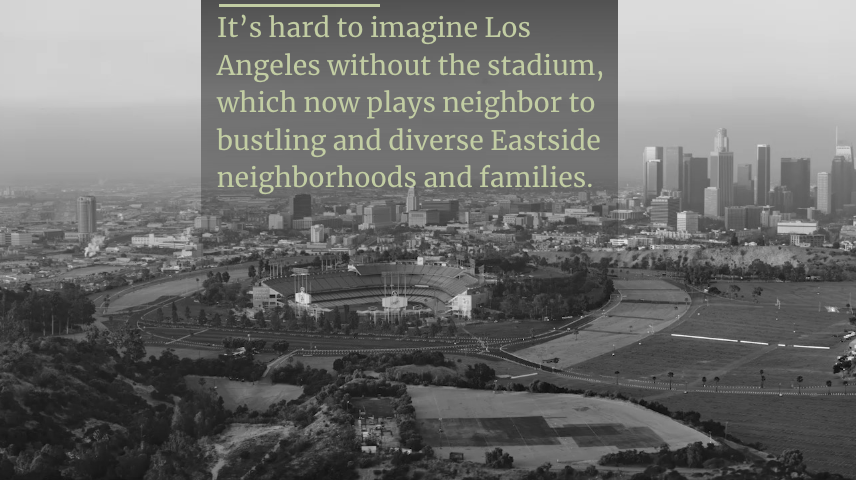 It’s hard to imagine Los
Angeles without the stadium,
which now plays neighbor to
bustling and diverse Eastside
neighborhoods and families.